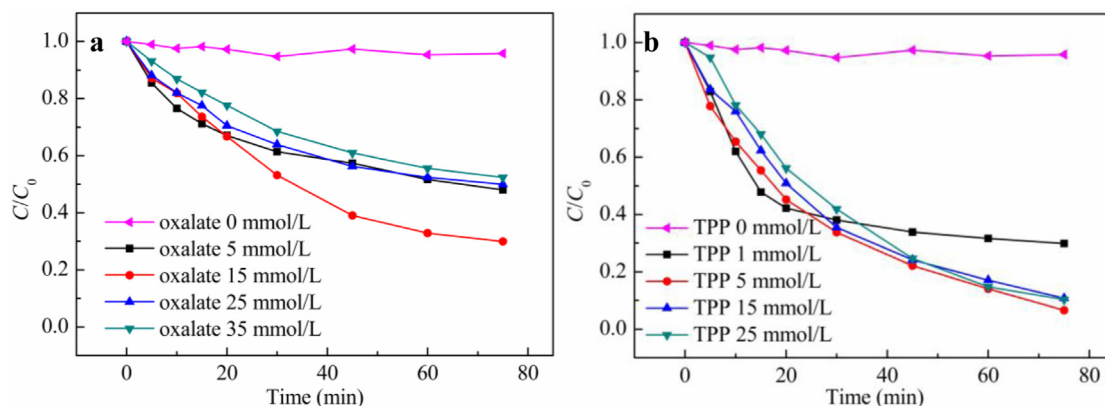 a
1.0
0.8
0.6
0.4
0.2
0.0
C/C0
oxalate 0 mmol/L
oxalate 5 mmol/L
oxalate 15 mmol/L
oxalate 25 mmol/L
oxalate 35 mmol/L
0 20 40 60 80
Time (min)
b
1.0
0.8
0.6
0.4
0.2
0.0
C/C0
TPP 0 mmol/L
TPP 1 mmol/L
TPP 5 mmol/L
TPP 15 mmol/L
TPP 25 mmol/L
0 20 40 60 80
Time (min)